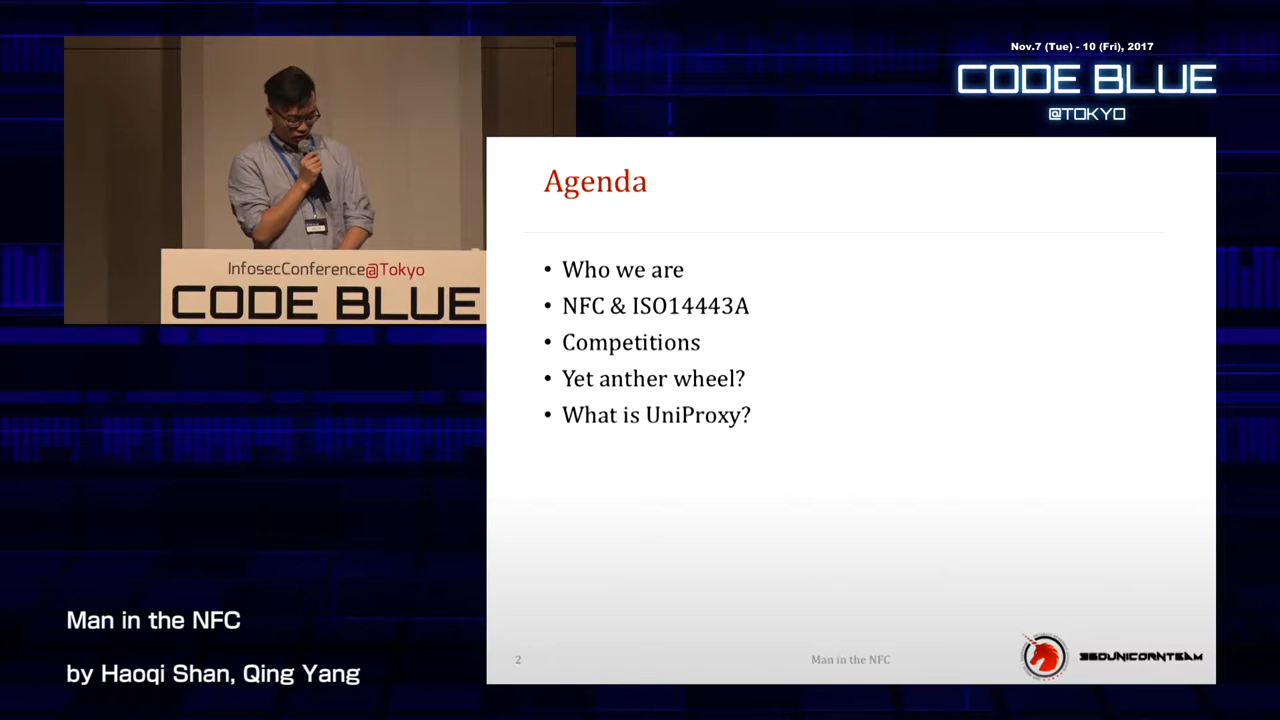 Nov.7 (Tue) - 10 (Fri), 2017
CODE BLUE
@TOKYO
InfosecConference@Tokyo
CODE BLUE
Agenda
• Who we are
• NFC & ISO14443A
• Competitions
• Yet anther wheel?
• What is UniProxy?
2
Man in the NFC
360UNICORNTEAM
Man in the NFC
by Haoqi Shan, Qing Yang